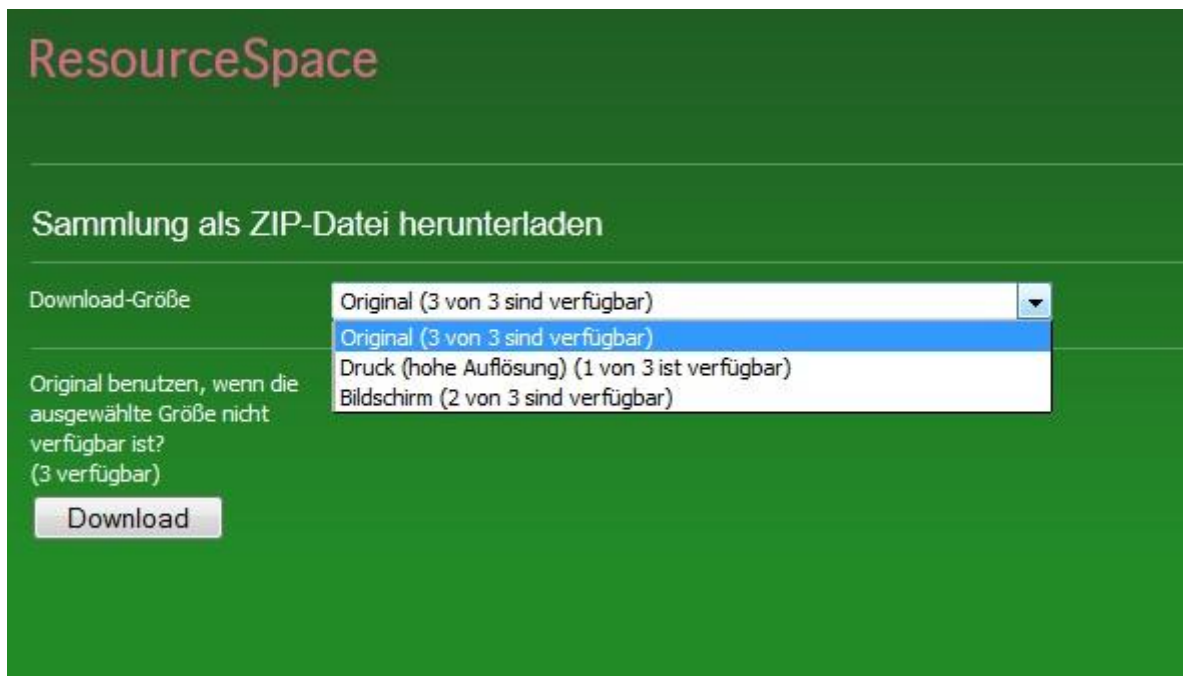 ResourceSpace
Sammlung als ZIP-Datei herunterladen
Download-Größe
Original (3 von 3 sind verfügbar)
Original (3 von 3 sind verfügbar)
Druck (hohe Auflösung) (1 von 3 ist verfügbar)
Bildschirm (2 von 3 sind verfügbar)
Original benutzen, wenn die
ausgewählte Größe nicht
verfügbar ist?
(3 verfügbar)
Download